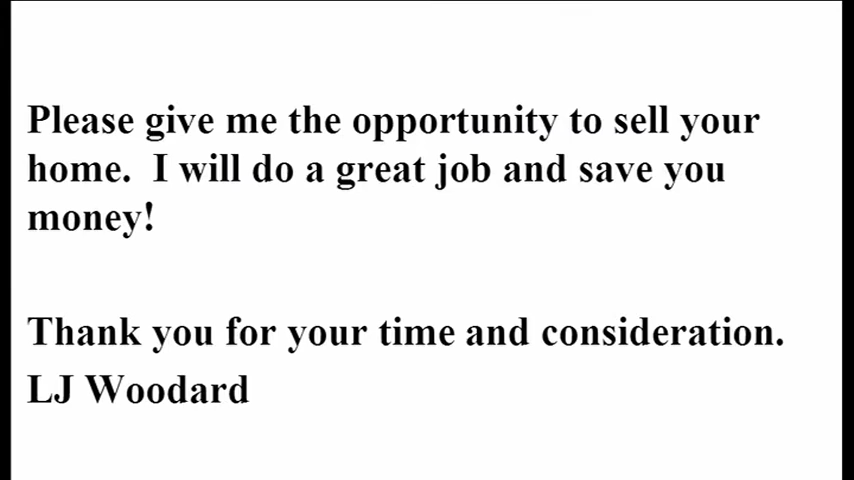 Please give me the opportunity to sell your
home.  I will do a great job and save you
money!
Thank you for your time and consideration.
LJ Woodard